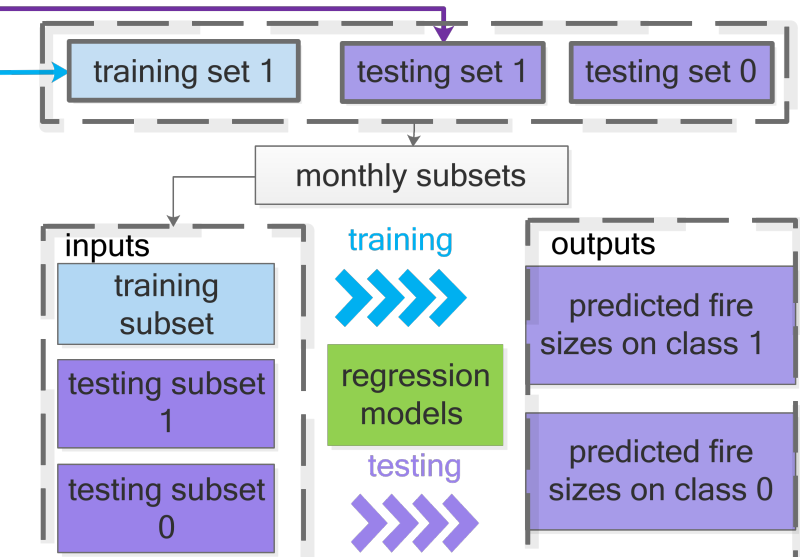 training set 1
testing set 1
testing set 0
monthly subsets
inputs
training
subset
testing subset
1
testing subset
0
training
regression
models
testing
outputs
predicted fire
sizes on class 1
predicted fire
sizes on class 0